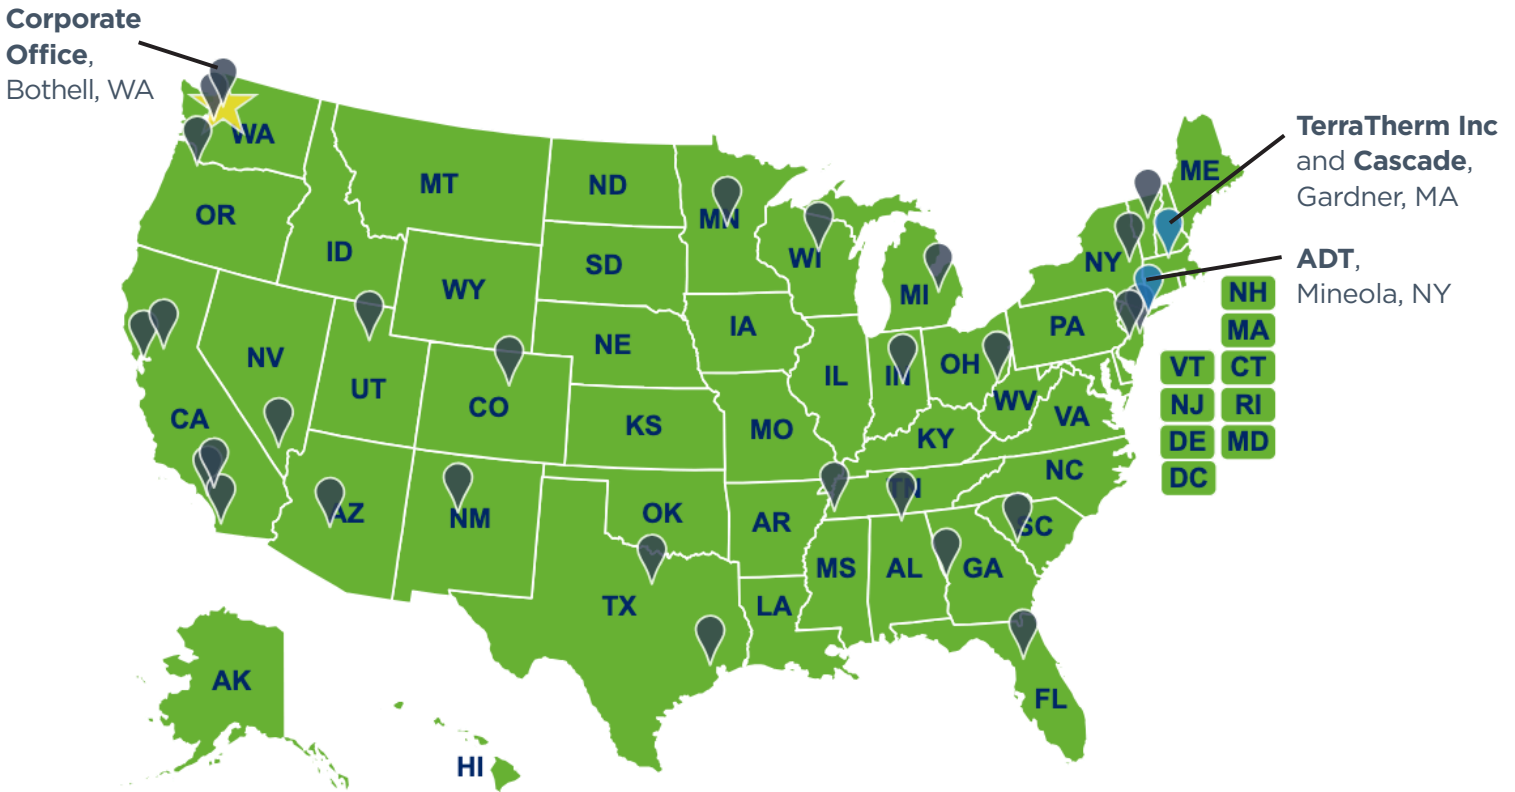 Corporate
Office,
Bothell, WA
TerraTherm Inc
and Cascade,
Gardner, MA
ADT,
Mineola, NY
WA
OR
MT
ID
WY
ND
SD
NE
MN
WI
MI
IA
NV
UT
CO
CA
KS
MO
IL
IN
OH
PA
NY
ME
WV
VA
KY
NC
TN
SC
AZ
NM
OK
AR
TX
LA
MS
AL
GA
FL
AK
HI
NH
MA
VT CT
NJ RI
DE MD
DC